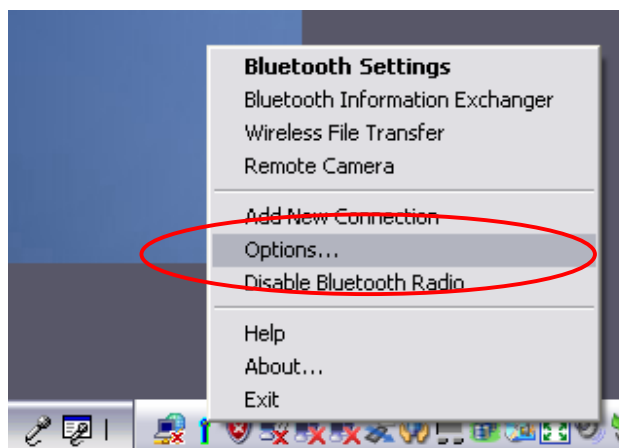 Bluetooth Settings
Bluetooth Information Exchanger
Wireless File Transfer
Remote Camera
Add New Connection
Options...
Disable Bluetooth Radio
Help
About...
Exit